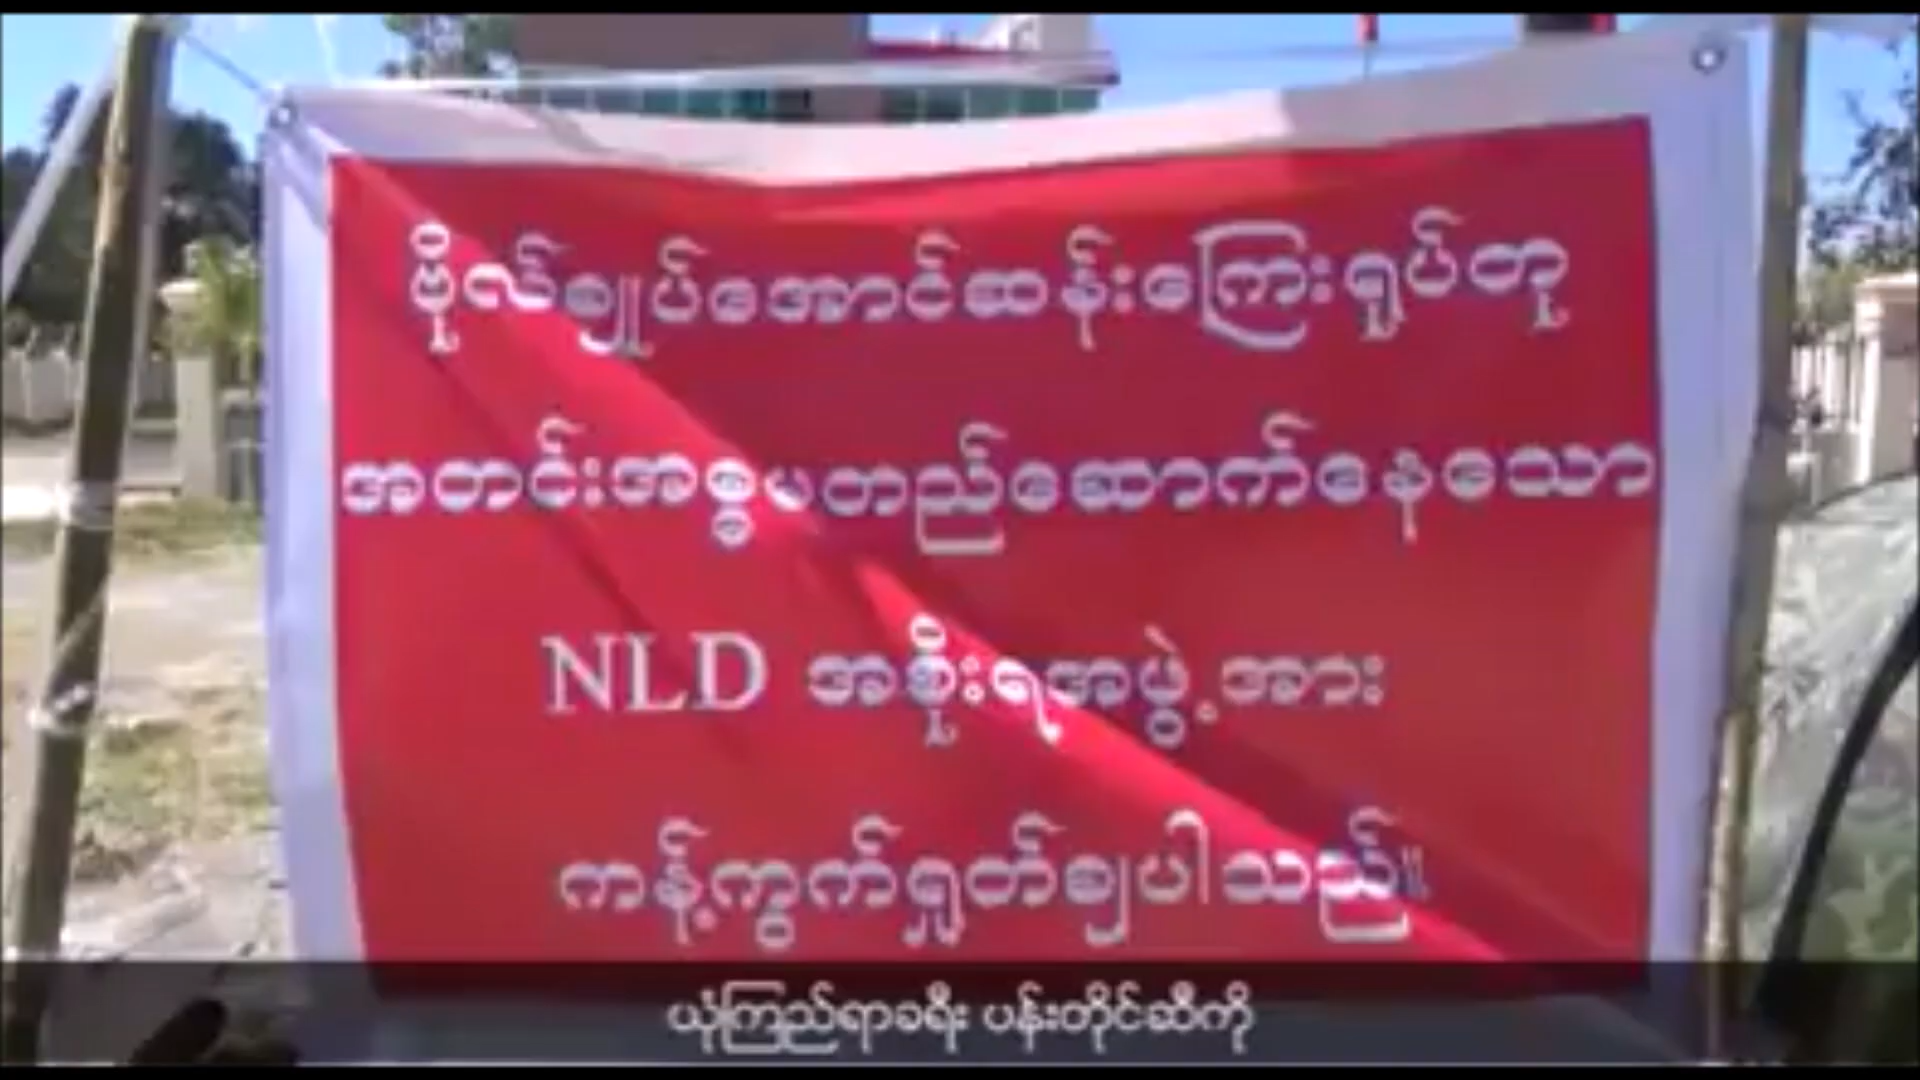 ဗိုလ်ချုပ်အောင်ဆန်းကြေးရုပ်တု
အတင်းအဓမ္မတည်ဆောက်နေသော
NLD အစိုးရအဖွဲ့အား
ကန့်ကွက်ရှုတ်ချပါသည်။
ယုံကြည်ရာခရီး ပန်းတိုင်ဆီကို